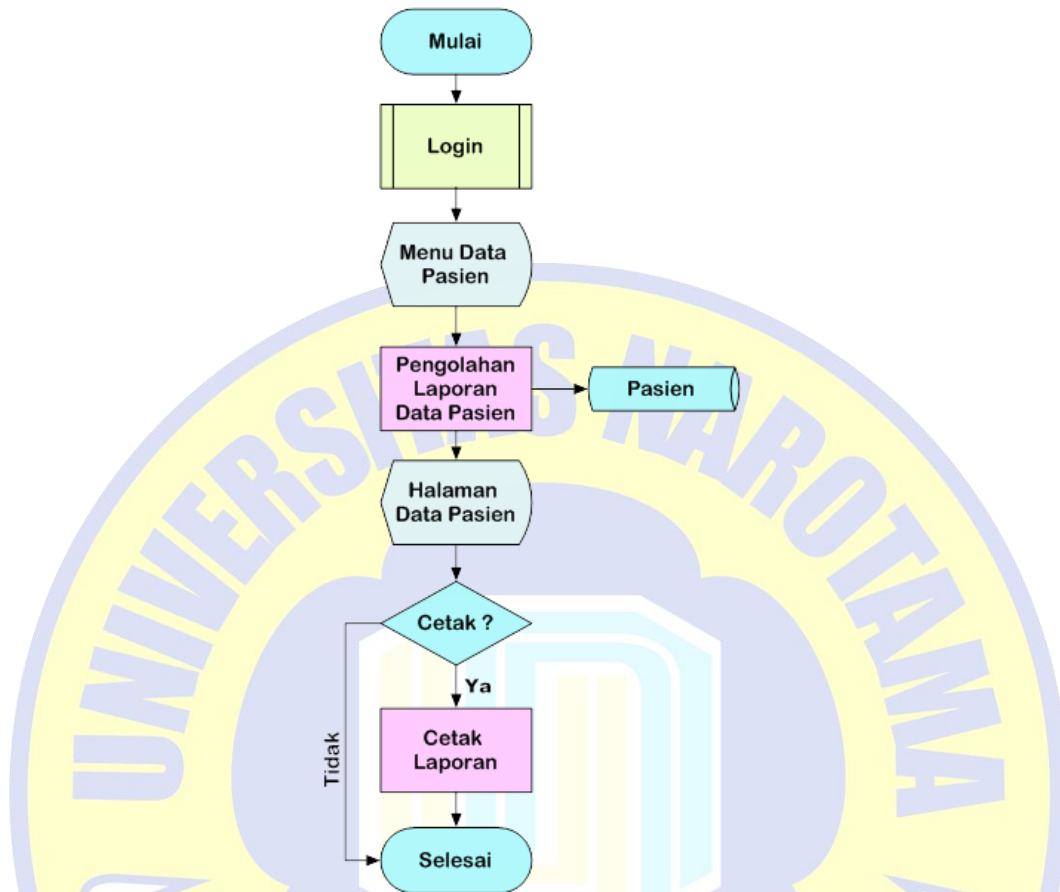 Mulai
Login
Menu Data
Pasien
Pengolahan
Laporan
Data Pasien
Pasien
Halaman
Data Pasien
Cetak ?
Ya
Tidak
Cetak
Laporan
Selesai
UNIVERSITAS NAROTAMA